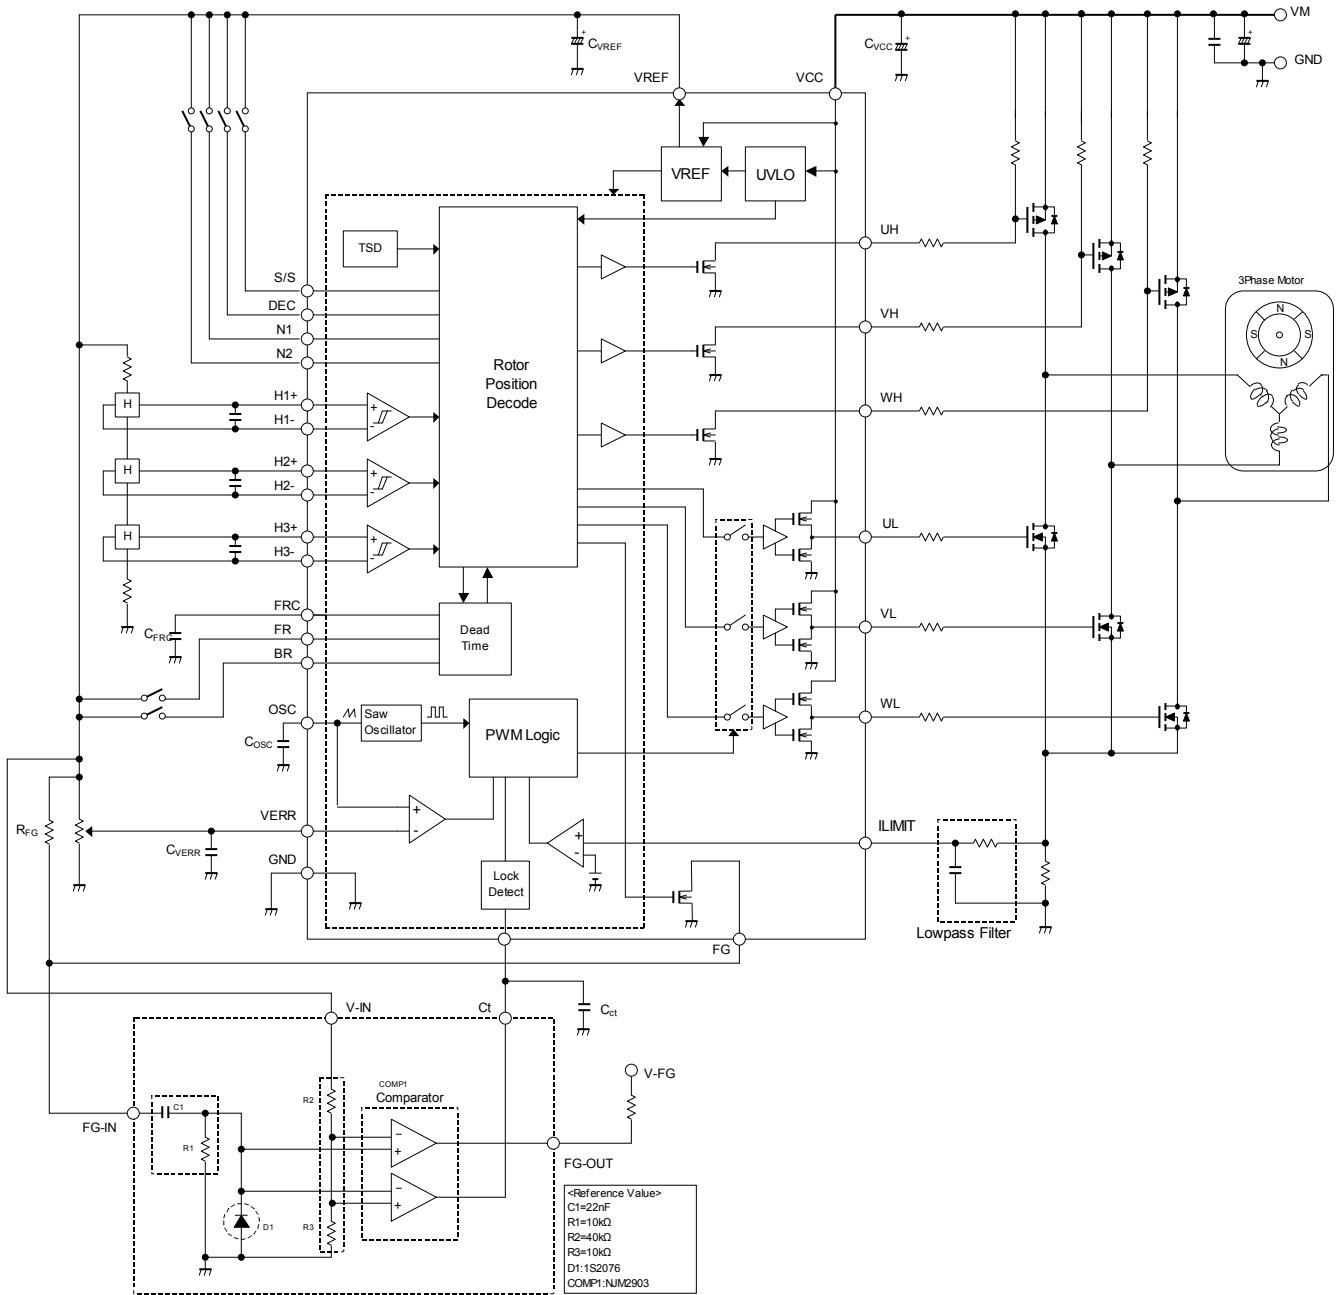 VM
CVREF
CVCC
GND
VREF
VCC
VREF
UVLO
UH
TSD
3Phase Motor
N
S
S
N
S/S
DEC
N1
N2
VH
Rotor
Position
Decode
H
H1+
H1-
WH
+
-
H
H2+
H2-
+
-
H
H3+
H3-
+
-
UL
FRC
CFRC
FR
BR
Dead
Time
VL
OSC
COSC
Saw
Oscillator
PWM Logic
WL
RFG
VERR
CVERR
+
-
+
-
ILIMIT
GND
Lock
Detect
Lowpass Filter
FG
V-IN
Ct
Cct
V-FG
COMP1
Comparator
C1
R2
FG-IN
R1
−
+
FG-OUT
−
+
D1
R3
<Reference Value>
C1=22nF
R1=10kΩ
R2=40kΩ
R3=10kΩ
D1:1S2076
COMP1:NJM2903